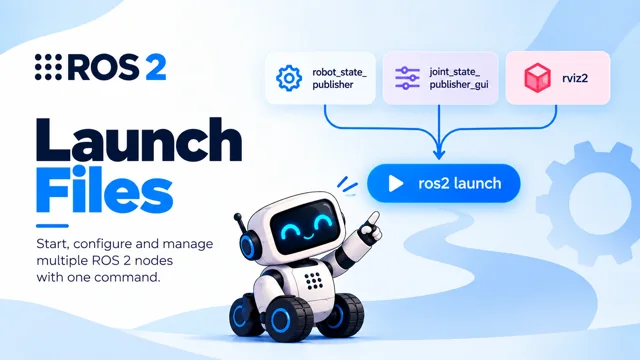 ROS 2
Launch
Files
Start, configure and manage
multiple ROS 2 nodes
with one command.
robot_state_
publisher
joint_state_
publisher_gui
rviz2
ros2 launch